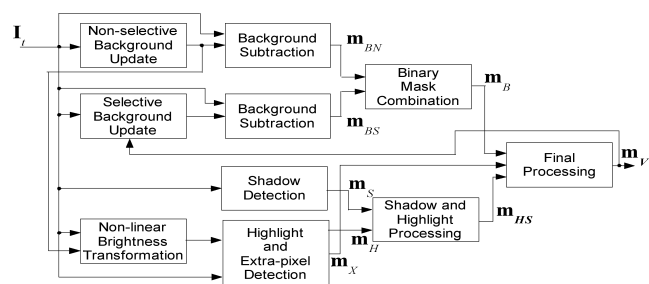 I_t
Non-selective
Background
Update
Background
Subtraction
m_BN
Binary
Mask
Combination
m_B
Selective
Background
Update
Background
Subtraction
m_BS
Final
Processing
m_V
Shadow
Detection
m_S
Shadow and
Highlight
Processing
m_HS
Non-linear
Brightness
Transformation
Highlight
and
Extra-pixel
Detection
m_H
m_X